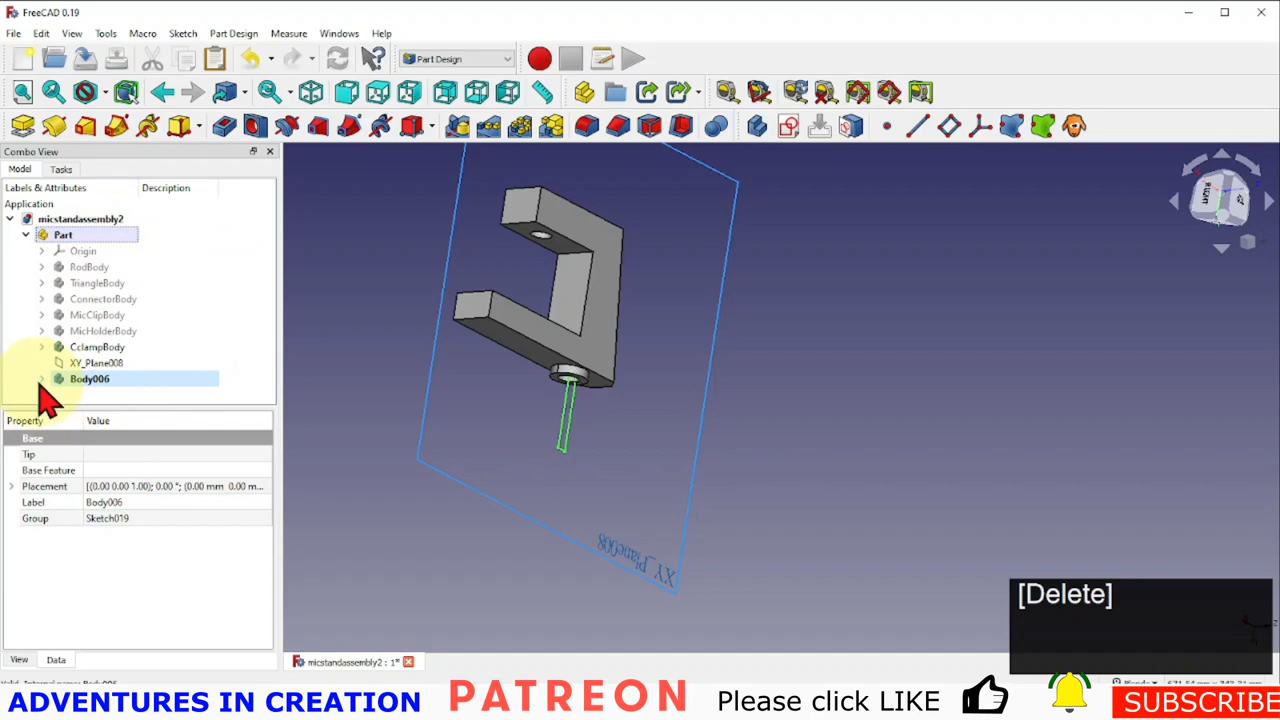 FreeCAD 0.19
File Edit View Tools Macro Sketch Part Design Measure Windows Help
Part Design
Combo View
Model Tasks
Labels & Attributes Description
Application
micstandassembly2
Part
Origin
RodBody
TriangleBody
ConnectorBody
MicClipBody
MicHolderBody
CclampBody
XY_Plane008
Body006
Property Value
Base
Tip
Base Feature
Placement [(0.00 0.00 1.00); 0.00 °; (0.00 mm 0.00 m...
Label Body006
Group Sketch019
XY_Plane008
RIGHT
[Delete]
View Data
micstandassembly2 : 1*
ADVENTURES IN CREATION PATREON Please click LIKE SUBSCRIBE